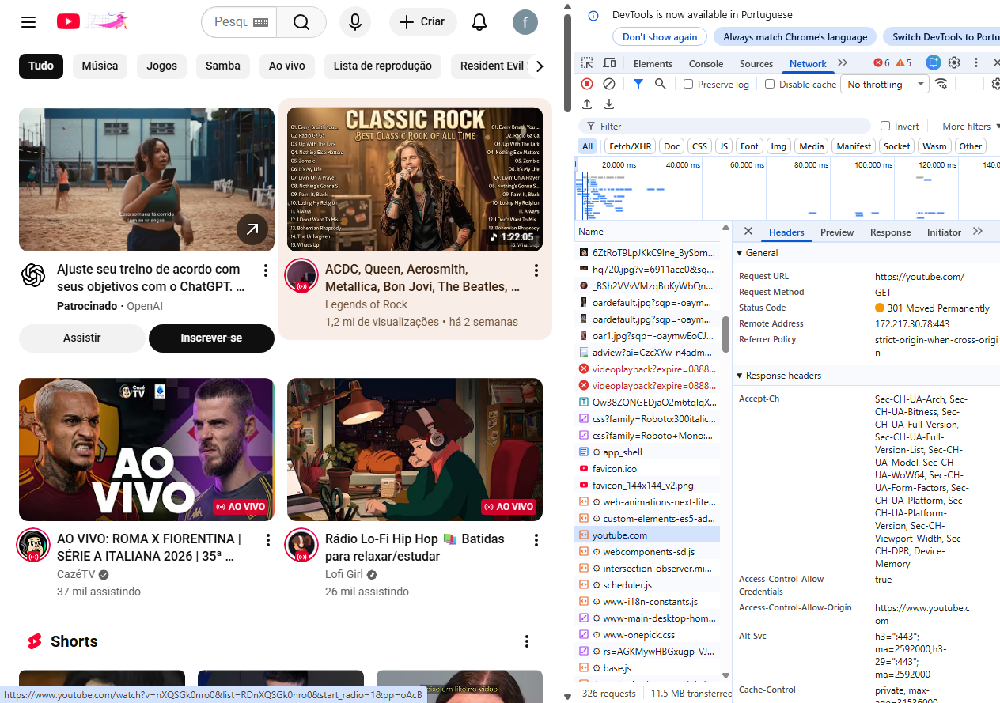 Pesqu
Criar
f
Tudo
Música
Jogos
Samba
Ao vivo
Lista de reprodução
Resident Evil
Essa semana tá corrida
com as crianças.
Ajuste seu treino de acordo com
seus objetivos com o ChatGPT. ...
Patrocinado · OpenAI
Assistir
Inscrever-se
CLASSIC ROCK
BEST CLASSIC ROCK OF ALL TIME
01. Every Breath You ...
02. Radio Ga Ga
03. Up With The Lark
04. Nothing Else Matters
05. Zombie
06. It's My Life
07. Livin' On A Prayer
08. Nothing's Gonna S...
09. Paint It, Black
10. Losing My Religion
11. Always
12. I Don't Want To Mis...
13. Bohemian Rhapsody
14. The Unforgiven
15. What's Up
01. Every Breath You ...
02. Radio Ga Ga
03. Up With The Lark
04. Nothing Else Matters
05. Zombie
06. It's My Life
07. Livin' On A Prayer
08. Nothing's Gonna S...
09. Paint It, Black
10. Losing My Religion
11. Always
12. I Don't Want To Mis...
13. Bohemian Rhapsody
1:22:05
ACDC, Queen, Aerosmith,
Metallica, Bon Jovi, The Beatles, ...
Legends of Rock
1,2 mi de visualizações • há 2 semanas
Cazé
TV
AO
VIVO
AO VIVO
AO VIVO: ROMA X FIORENTINA |
SÉRIE A ITALIANA 2026 | 35ª ...
CazéTV
37 mil assistindo
AO VIVO
Rádio Lo-Fi Hip Hop 📚 Batidas
para relaxar/estudar
Lofi Girl
26 mil assistindo
Shorts
eixe um like no vídeo
https://www.youtube.com/watch?v=nXQSGk0nro0&list=RDnXQSGk0nro0&start_radio=1&pp=oAcB
DevTools is now available in Portuguese
Don't show again
Always match Chrome's language
Switch DevTools to Portu
Elements
Console
Sources
Network
6
5
Preserve log
Disable cache
No throttling
Filter
Invert
More filters
All
Fetch/XHR
Doc
CSS
JS
Font
Img
Media
Manifest
Socket
Wasm
Other
20,000 ms
40,000 ms
60,000 ms
80,000 ms
100,000 ms
120,000 ms
140,0
Name
6ZtRoT9LpJKkC9Ine_BySbrn...
hq720.jpg?v=6911ace0&sq...
_BSh2VVvVMzqBoKyWbQn...
oardefault.jpg?sqp=-oaym...
oardefault.jpg?sqp=-oaym...
oar1.jpg?sqp=-oaymwEoCJ...
adview?ai=CzcXYw-n4adm...
videoplayback?expire=0888...
videoplayback?expire=0888...
Qw38ZQNGEDjaO2m6tqIqX...
css?family=Roboto:300italic...
css?family=Roboto+Mono:...
app_shell
favicon.ico
favicon_144x144_v2.png
web-animations-next-lite...
custom-elements-es5-ad...
youtube.com
webcomponents-sd.js
intersection-observer.mi...
scheduler.js
www-i18n-constants.js
www-main-desktop-hom...
www-onepick.css
rs=AGKMywHBGxugp-VJ...
base.js
326 requests
11.5 MB transferred
Headers
Preview
Response
Initiator
General
Request URL
https://youtube.com/
Request Method
GET
Status Code
301 Moved Permanently
Remote Address
172.217.30.78:443
Referrer Policy
strict-origin-when-cross-origi
n
Response headers
Accept-Ch
Sec-CH-UA-Arch, Sec-
CH-UA-Bitness, Sec-
CH-UA-Full-Version,
Sec-CH-UA-Full-
Version-List, Sec-CH-
UA-Model, Sec-CH-
UA-WoW64, Sec-CH-
UA-Form-Factors, Sec-
CH-UA-Platform, Sec-
CH-UA-Platform-
Version, Sec-CH-
Viewport-Width, Sec-
CH-DPR, Device-
Memory
Access-Control-Allow-
Credentials
true
Access-Control-Allow-Origin
https://www.youtube.c
om
Alt-Svc
h3=":443";
ma=2592000,h3-
29=":443";
ma=2592000
Cache-Control
private, max-
age=31536000